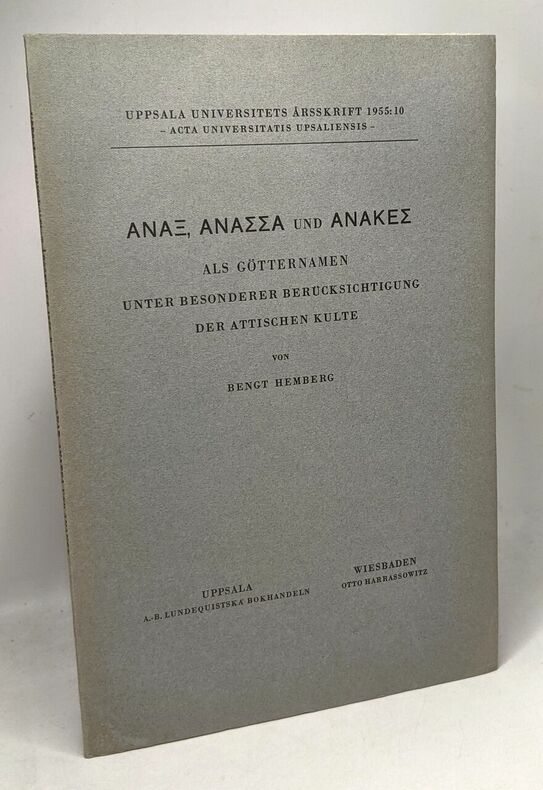 UPPSALA UNIVERSITETS ÅRSSKRIFT 1955:10
– ACTA UNIVERSITATIS UPSALIENSIS –
ΑΝΑΞ, ΑΝΑΣΣΑ UND ΑΝΑΚΕΣ
ALS GÖTTERNAMEN
UNTER BESONDERER BERÜCKSICHTIGUNG
DER ATTISCHEN KULTE
VON
BENGT HEMBERG
UPPSALA
A.-B. LUNDEQUISTSKA BOKHANDELN
WIESBADEN
OTTO HARRASSOWITZ